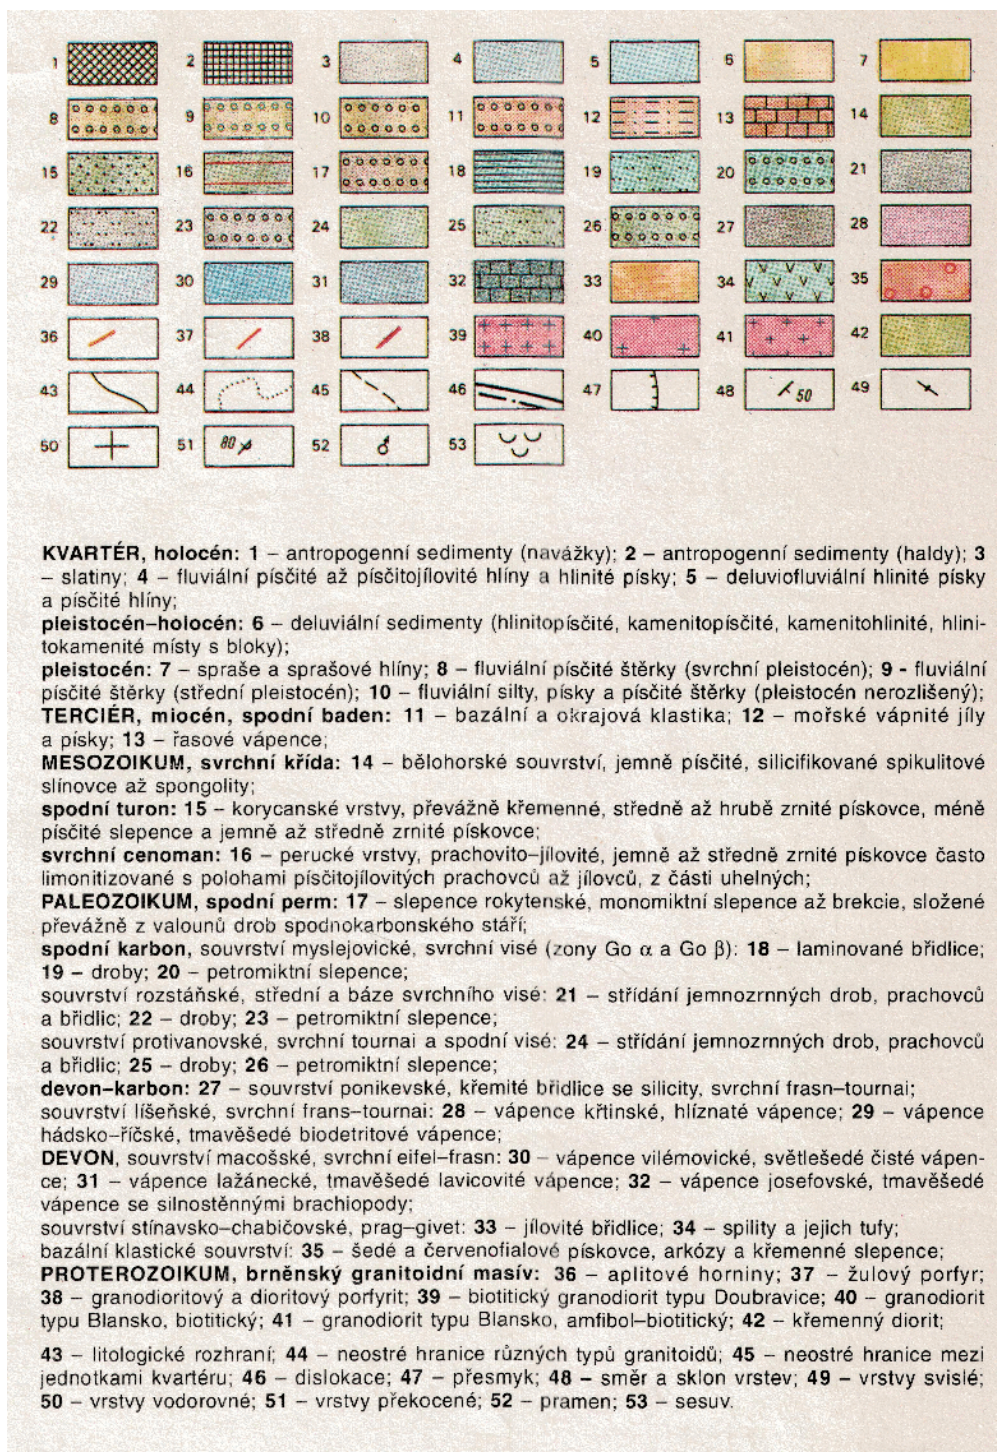 1 2 3 4 5 6 7
8 9 10 11 12 13 14
15 16 17 18 19 20 21
22 23 24 25 26 27 28
29 30 31 32 33 34 35
36 37 38 39 40 41 42
43 44 45 46 47 48 50 49
50 51 80 52 53
KVARTÉR, holocén: 1 – antropogenní sedimenty (navážky); 2 – antropogenní sedimenty (haldy); 3
– slatiny; 4 – fluviální písčité až písčitojílovité hlíny a hlinité písky; 5 – deluviofluviální hlinité písky
a písčité hlíny;
pleistocén–holocén: 6 – deluviální sedimenty (hlinitopísčité, kamenitopísčité, kamenitohlinité, hlini-
tokamenité místy s bloky);
pleistocén: 7 – spraše a sprašové hlíny; 8 – fluviální písčité štěrky (svrchní pleistocén); 9 - fluviální
písčité štěrky (střední pleistocén); 10 – fluviální silty, písky a písčité štěrky (pleistocén nerozlišený);
TERCIÉR, miocén, spodní baden: 11 – bazální a okrajová klastika; 12 – mořské vápnité jíly
a písky; 13 – řasové vápence;
MESOZOIKUM, svrchní křída: 14 – bělohorské souvrství, jemně písčité, silicifikované spikulitové
slínovce až spongolity;
spodní turon: 15 – korycanské vrstvy, převážně křemenné, středně až hrubě zrnité pískovce, méně
písčité slepence a jemně až středně zrnité pískovce;
svrchní cenoman: 16 – perucké vrstvy, prachovito–jílovité, jemně až středně zrnité pískovce často
limonitizované s polohami písčitojílovitých prachovců až jílovců, z části uhelných;
PALEOZOIKUM, spodní perm: 17 – slepence rokytenské, monomiktní slepence až brekcie, složené
převážně z valounů drob spodnokarbonského stáří;
spodní karbon, souvrství myslejovické, svrchní visé (zony Go α a Go β): 18 – laminované břidlice;
19 – droby; 20 – petromiktní slepence;
souvrství rozstáňské, střední a báze svrchního visé: 21 – střídání jemnozrnných drob, prachovců
a břidlic; 22 – droby; 23 – petromiktní slepence;
souvrství protivanovské, svrchní tournai a spodní visé: 24 – střídání jemnozrnných drob, prachovců
a břidlic; 25 – droby; 26 – petromiktní slepence;
devon–karbon: 27 – souvrství ponikevské, křemité břidlice se silicity, svrchní frasn–tournai;
souvrství líšeňské, svrchní frans–tournai: 28 – vápence křtinské, hlíznaté vápence; 29 – vápence
hádsko–říčské, tmavěšedé biodetritové vápence;
DEVON, souvrství macošské, svrchní eifel–frasn: 30 – vápence vilémovické, světlešedé čisté vápen-
ce; 31 – vápence lažánecké, tmavěšedé lavicovité vápence; 32 – vápence josefovské, tmavěšedé
vápence se silnostěnnými brachiopody;
souvrství stínavsko–chabičovské, prag–givet: 33 – jílovité břidlice; 34 – spility a jejich tufy;
bazální klastické souvrství: 35 – šedé a červenofialové pískovce, arkózy a křemenné slepence;
PROTEROZOIKUM, brněnský granitoidní masív: 36 – aplitové horniny; 37 – žulový porfyr;
38 – granodioritový a dioritový porfyrit; 39 – biotitický granodiorit typu Doubravice; 40 – granodiorit
typu Blansko, biotitický; 41 – granodiorit typu Blansko, amfibol–biotitický; 42 – křemenný diorit;
43 – litologické rozhraní; 44 – neostré hranice různých typů granitoidů; 45 – neostré hranice mezi
jednotkami kvartéru; 46 – dislokace; 47 – přesmyk; 48 – směr a sklon vrstev; 49 – vrstvy svislé;
50 – vrstvy vodorovné; 51 – vrstvy překocené; 52 – pramen; 53 – sesuv.